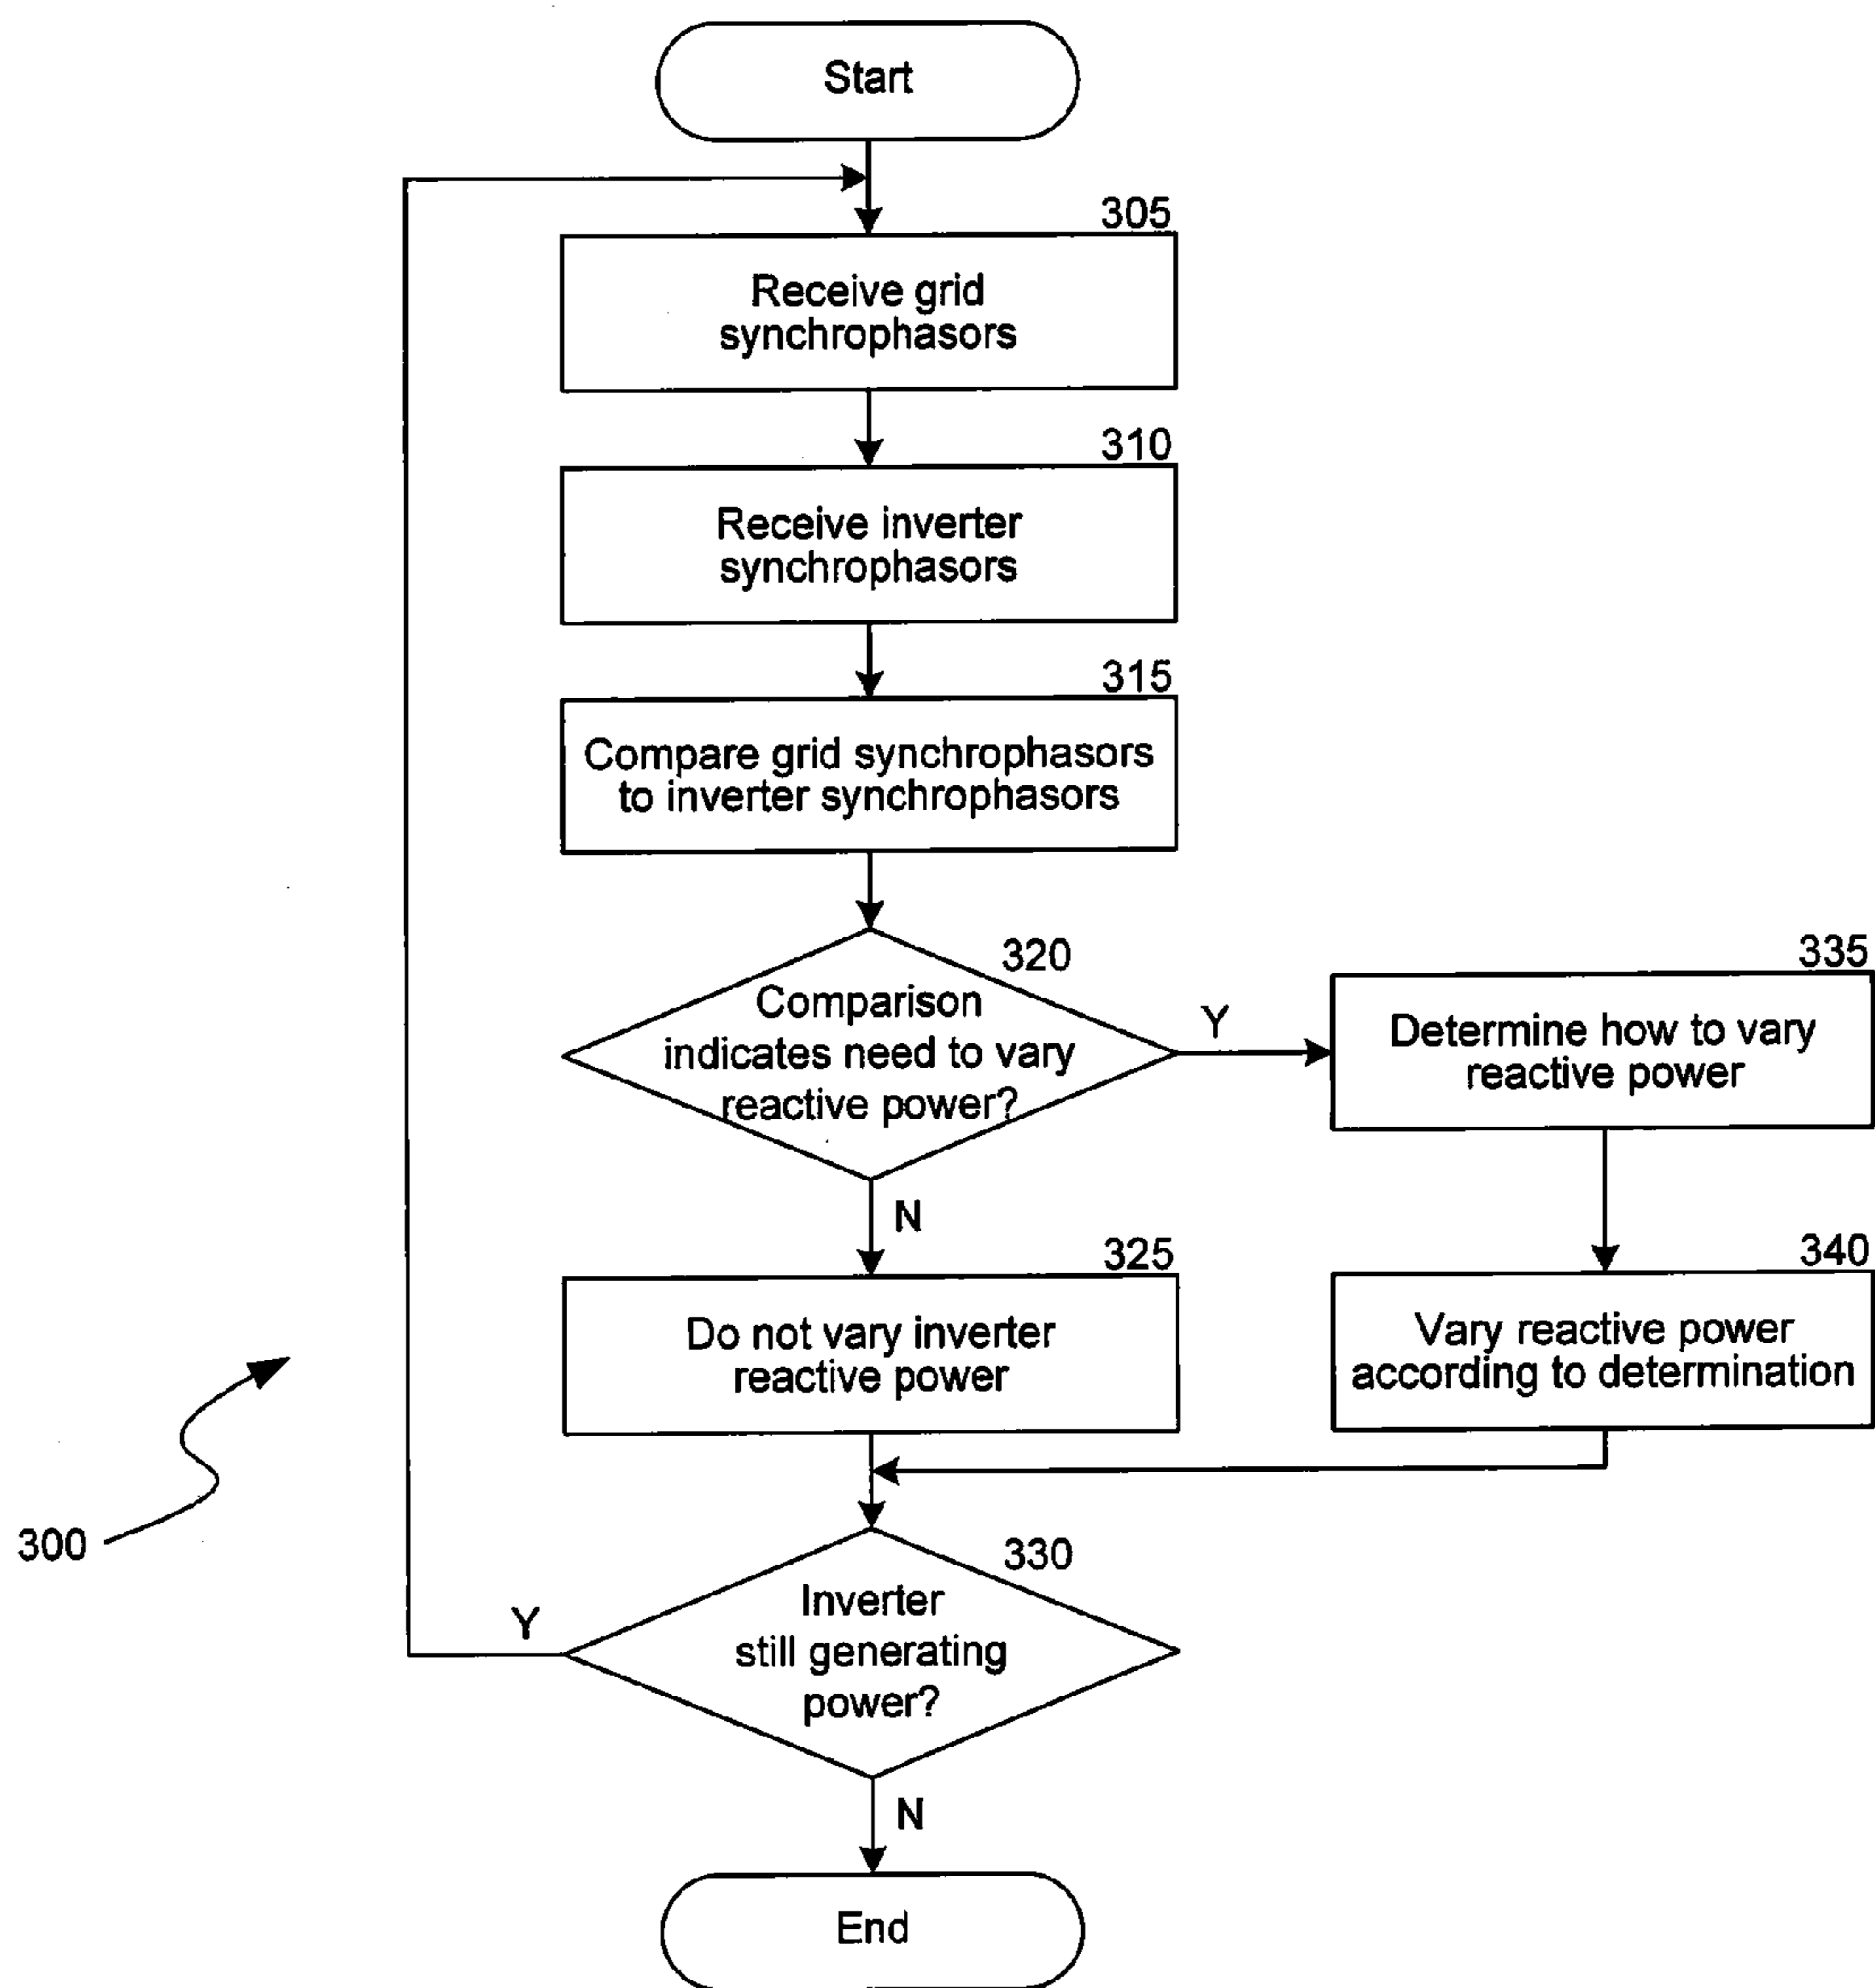 Start
305
Receive grid
synchrophasors
310
Receive inverter
synchrophasors
315
Compare grid synchrophasors
to inverter synchrophasors
320
Comparison
indicates need to vary
reactive power?
Y
335
Determine how to vary
reactive power
N
325
Do not vary inverter
reactive power
340
Vary reactive power
according to determination
300
330
Inverter
still generating
power?
Y
N
End